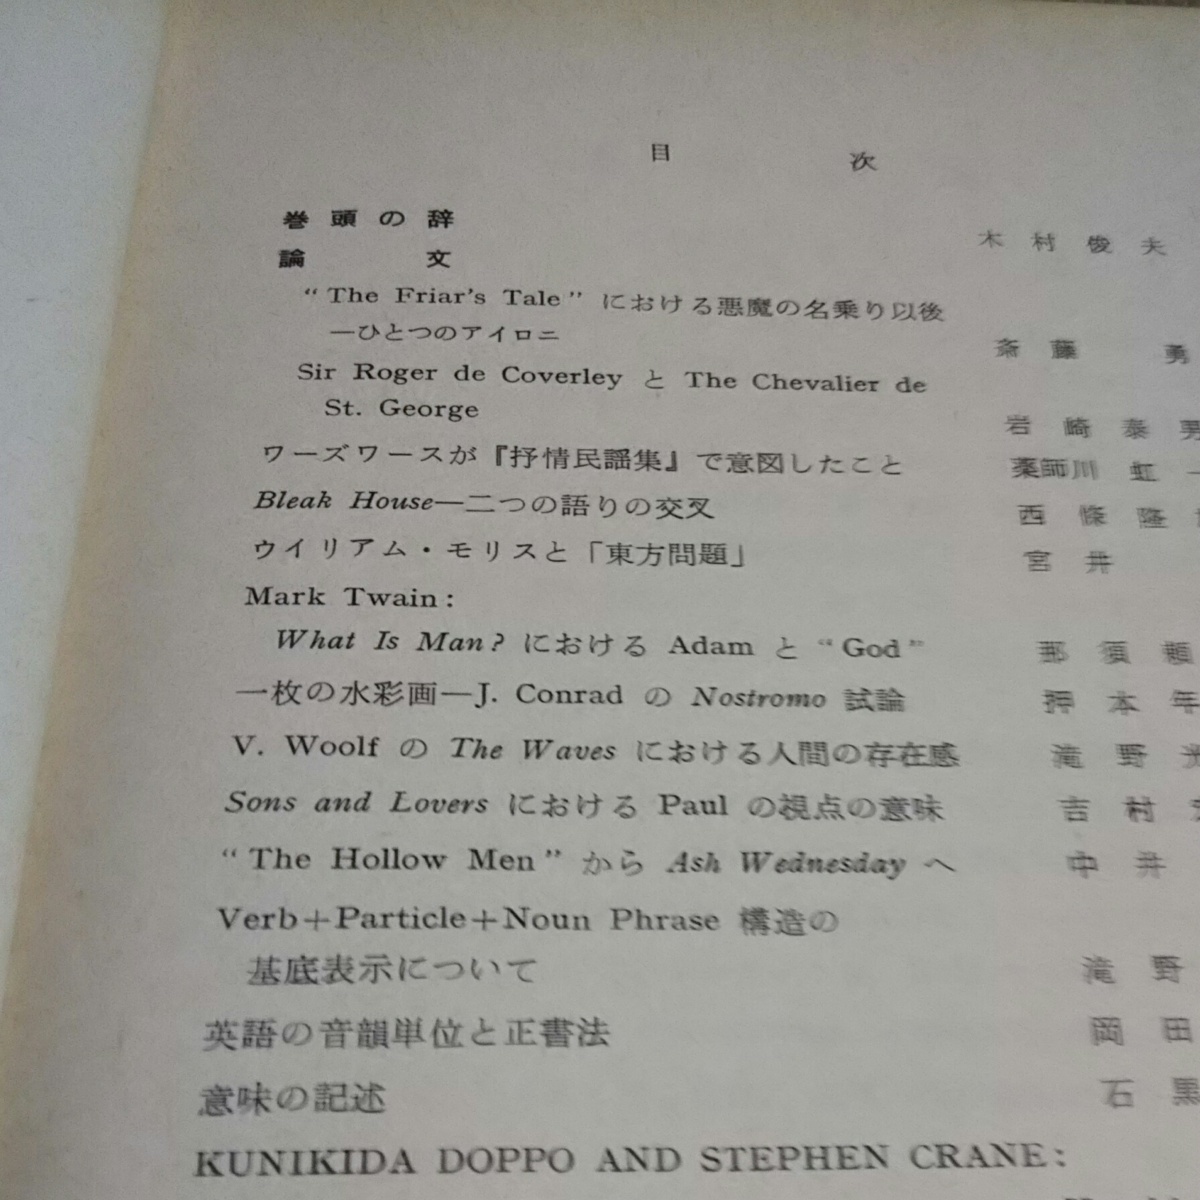 目次
巻頭の辞 木村俊夫
論文
“The Friar's Tale” における悪魔の名乗り以後
—ひとつのアイロニ 斎藤 勇
Sir Roger de Coverley と The Chevalier de
St. George 岩崎泰男
ワーズワースが『抒情民謡集』で意図したこと 薬師川虹一
Bleak House—二つの語りの交叉 西條隆
ウイリアム・モリスと「東方問題」 宮井
Mark Twain:
What Is Man? における Adam と “God” 那須頼
一枚の水彩画—J. Conrad の Nostromo 試論 押本年
V. Woolf の The Waves における人間の存在感 滝野
Sons and Lovers における Paul の視点の意味 吉村
“The Hollow Men” から Ash Wednesday へ 中井
Verb+Particle+Noun Phrase 構造の
基底表示について 滝野
英語の音韻単位と正書法 岡田
意味の記述 石黒
KUNIKIDA DOPPO AND STEPHEN CRANE: